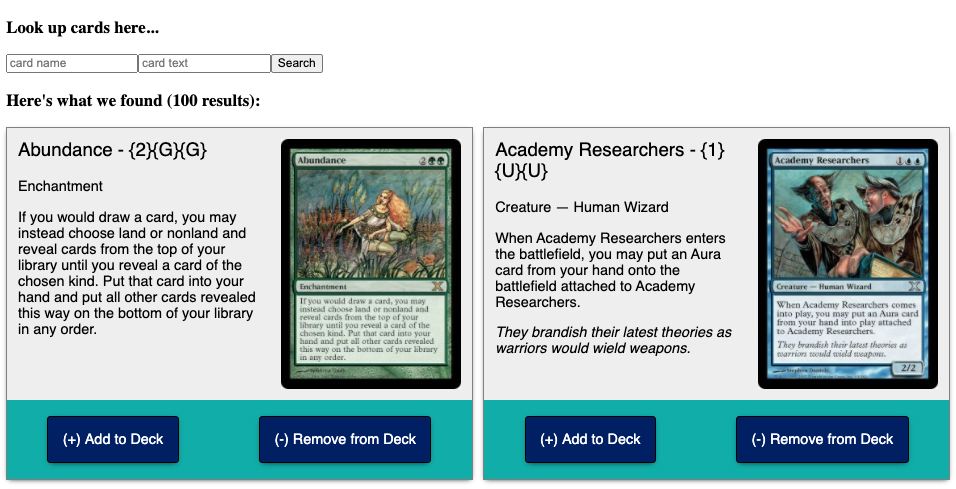 Look up cards here...
card name card text Search
Here's what we found (100 results):
Abundance - {2}{G}{G}
Enchantment
If you would draw a card, you may
instead choose land or nonland and
reveal cards from the top of your
library until you reveal a card of the
chosen kind. Put that card into your
hand and put all other cards revealed
this way on the bottom of your library
in any order.
Abundance 2
Enchantment
If you would draw a card, you may
instead choose land or nonland and
reveal cards from the top of your
library until you reveal a card of the
chosen kind. Put that card into your
hand and put all other cards revealed
this way on the bottom of your library
in any order.
(+) Add to Deck
(-) Remove from Deck
Academy Researchers - {1}
{U}{U}
Creature — Human Wizard
When Academy Researchers enters
the battlefield, you may put an Aura
card from your hand onto the
battlefield attached to Academy
Researchers.
They brandish their latest theories as
warriors would wield weapons.
Academy Researchers 1
Creature — Human Wizard
When Academy Researchers comes
into play, you may put an Aura card
from your hand into play attached
to Academy Researchers.
They brandish their latest theories as
warriors would wield weapons.
2/2
(+) Add to Deck
(-) Remove from Deck